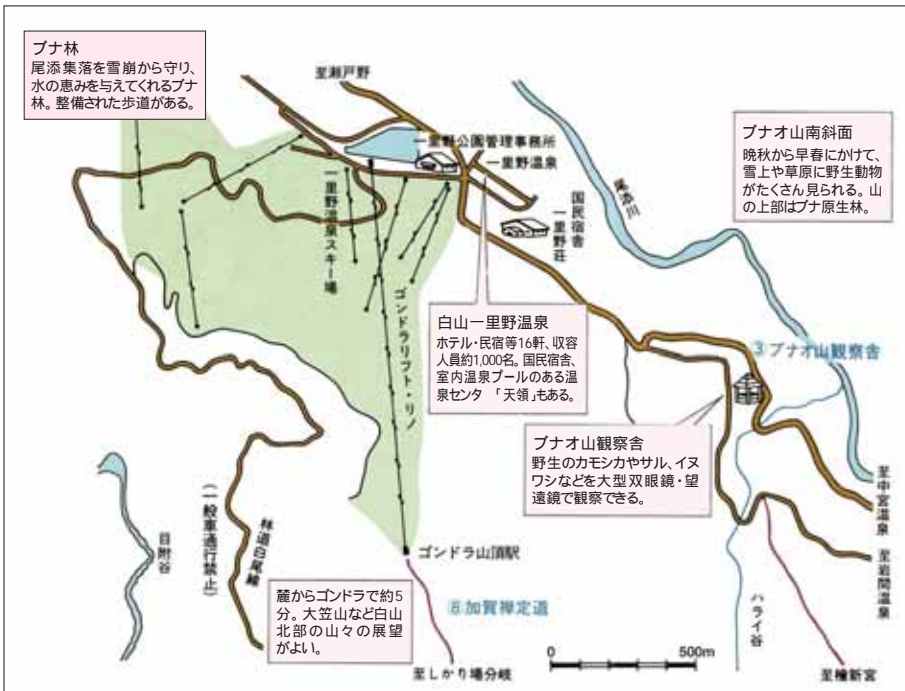 ブナ林
尾添集落を雪崩から守り、
水の恵みを与えてくれるブナ
林。整備された歩道がある。
至瀬戸野
一里野公園管理事務所
一里野温泉
ブナオ山南斜面
晩秋から早春にかけて、
雪上や草原に野生動物
がたくさん見られる。山
の上部はブナ原生林。
尾添川
国民宿舎
一里野荘
一里野温泉スキー場
ゴンドラリフト・リノ
白山一里野温泉
ホテル・民宿等16軒、収容
人員約1,000名。国民宿舎、
室内温泉プールのある温
泉センタ 「天領」もある。
③ブナオ山観察舎
ブナオ山観察舎
野生のカモシカやサル、イヌ
ワシなどを大型双眼鏡・望
遠鏡で観察できる。
至中宮温泉
至岩間温泉
目附谷
林道白尾線
(一般車通行禁止)
ゴンドラ山頂駅
麓からゴンドラで約5
分。大笠山など白山
北部の山々の展望
がよい。
⑧加賀禅定道
ハライ谷
0 500m
至しかり場分岐
至檜新宮